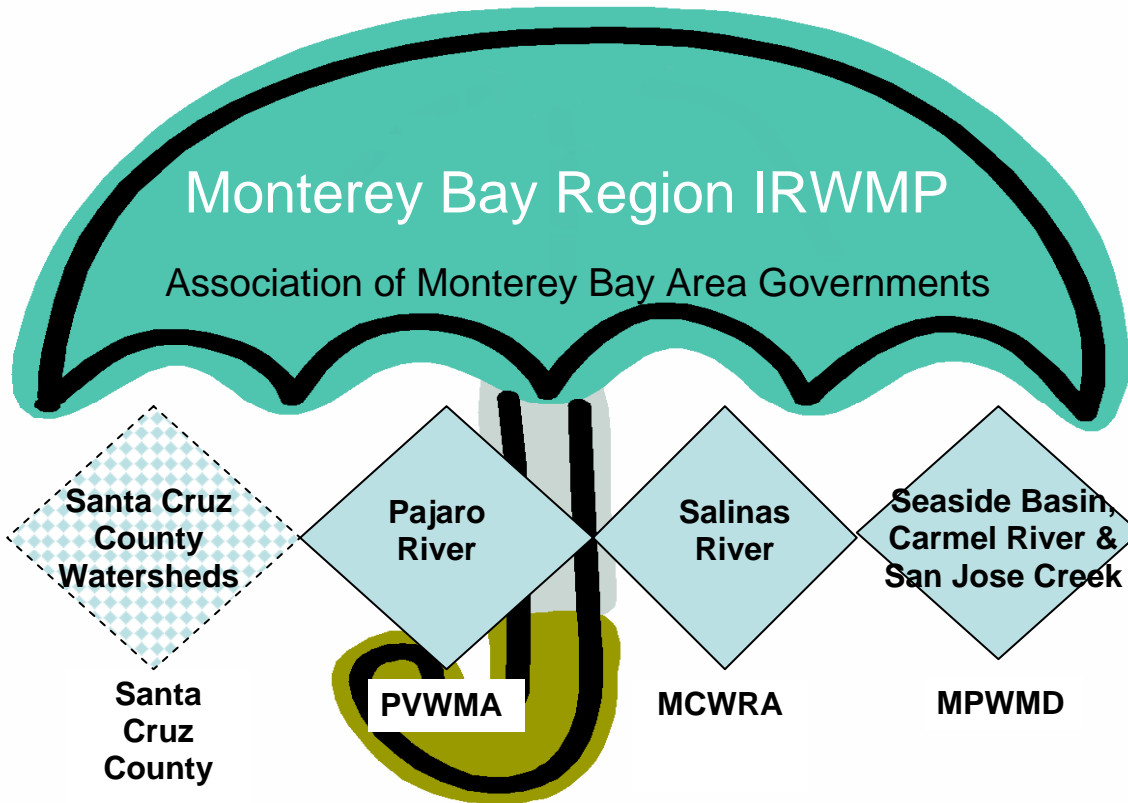 Monterey Bay Region IRWMP
Association of Monterey Bay Area Governments
Santa Cruz
County
Watersheds
Pajaro
River
Salinas
River
Seaside Basin,
Carmel River &
San Jose Creek
Santa
Cruz
County
PVWMA
MCWRA
MPWMD